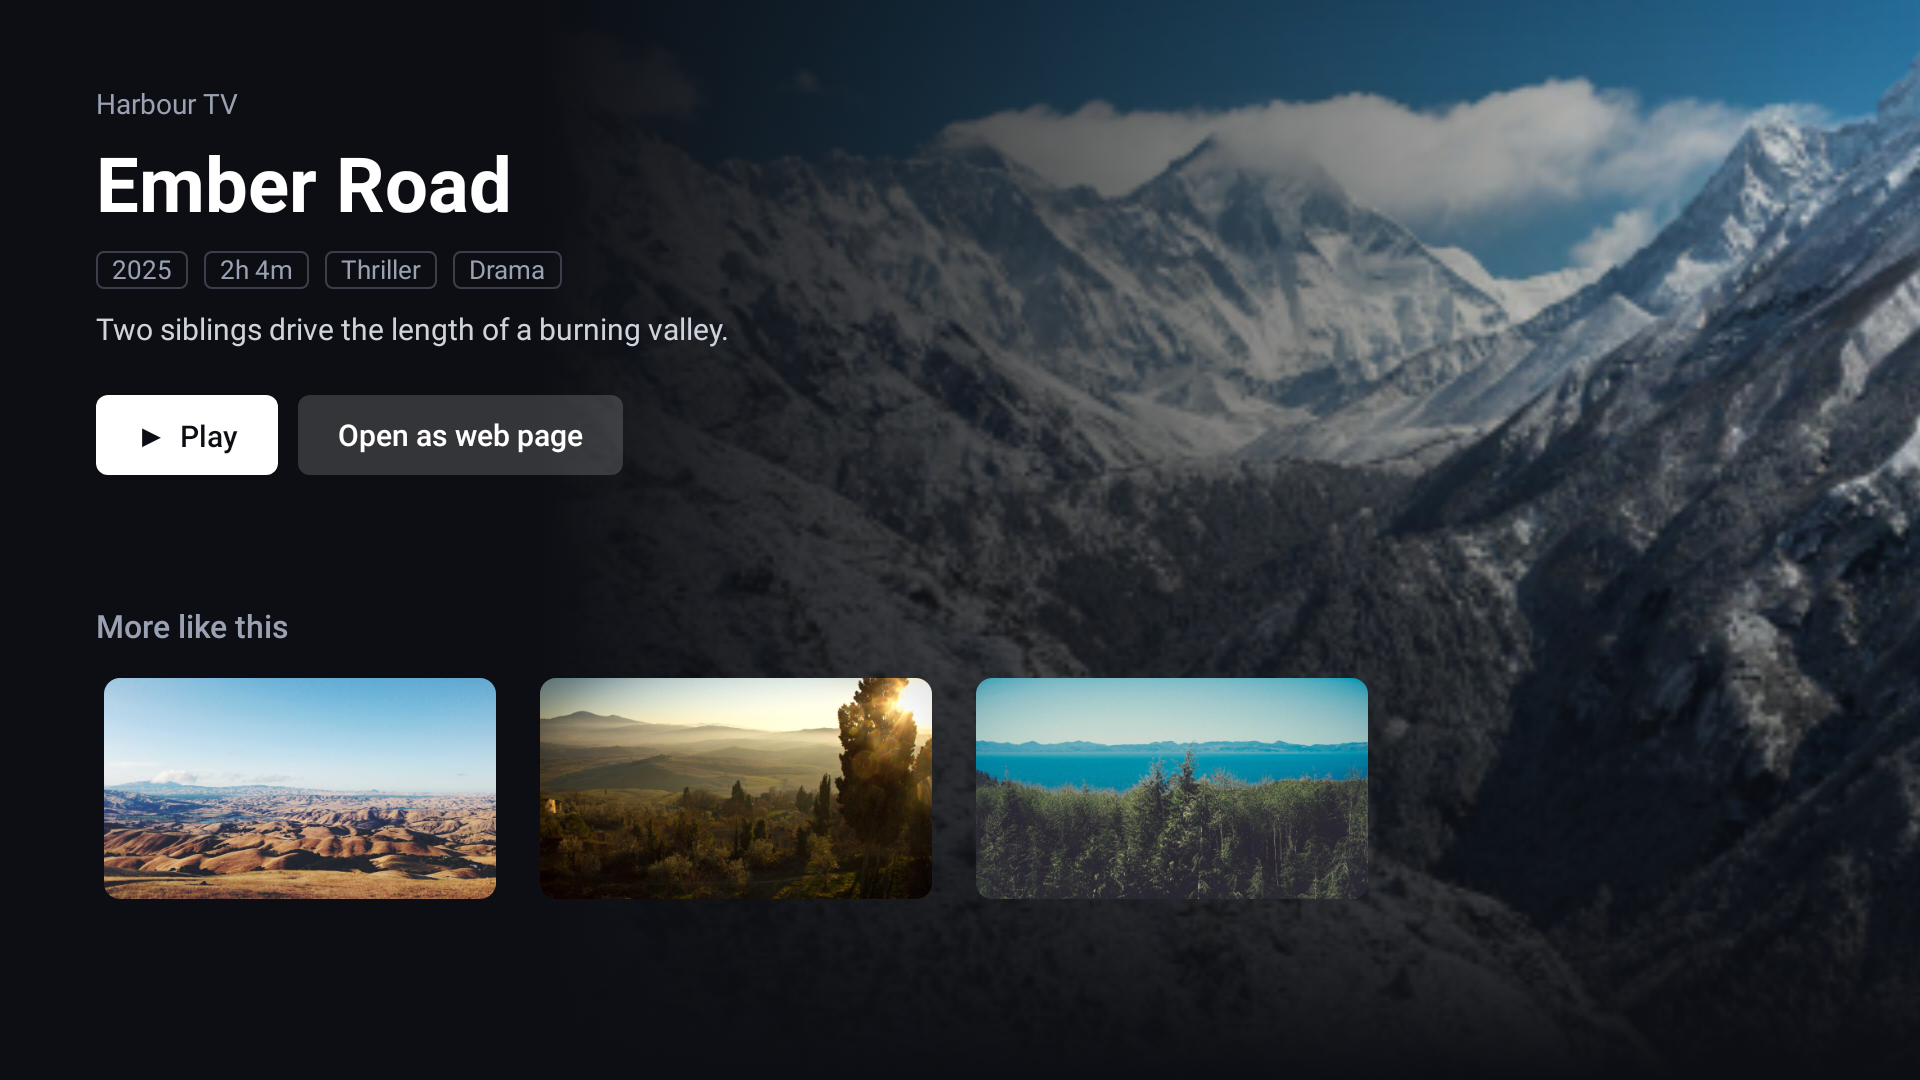 Harbour TV
Ember Road
2025 2h 4m Thriller Drama
Two siblings drive the length of a burning valley.
Play Open as web page
More like this